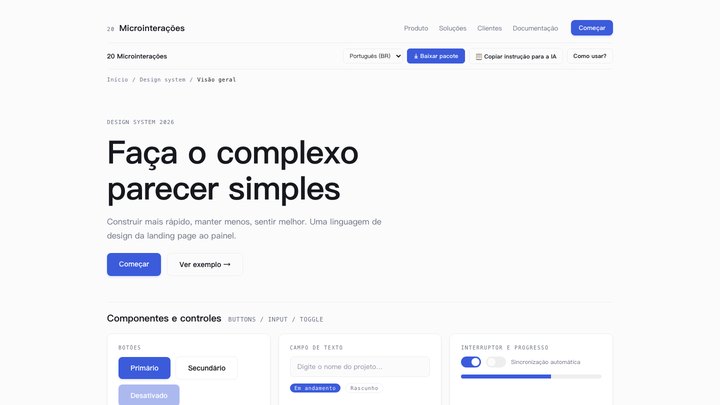 20 Microinterações
Produto Soluções Clientes Documentação Começar
20 Microinterações
Português (BR) Baixar pacote Copiar instrução para a IA Como usar?
Início / Design system / Visão geral
DESIGN SYSTEM 2026
Faça o complexo
parecer simples
Construir mais rápido, manter menos, sentir melhor. Uma linguagem de
design da landing page ao painel.
Começar Ver exemplo →
Componentes e controles BUTTONS / INPUT / TOGGLE
BOTÕES
Primário Secundário
Desativado
CAMPO DE TEXTO
Digite o nome do projeto...
Em andamento Rascunho
INTERRUPTOR E PROGRESSO
Sincronização automática